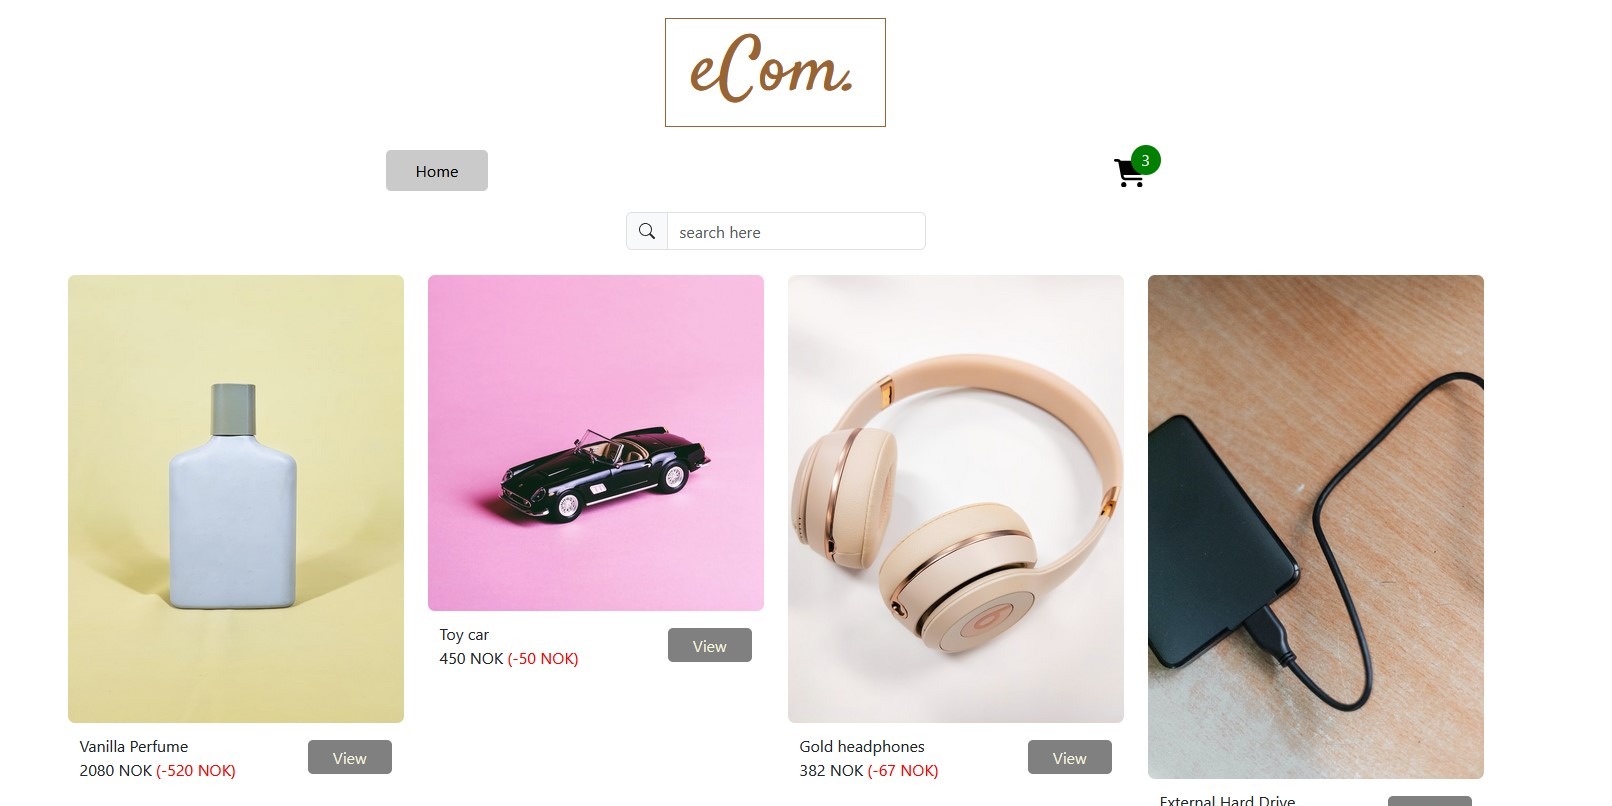 eCom.
Home
3
search here
Toy car
450 NOK (-50 NOK)
View
Vanilla Perfume
2080 NOK (-520 NOK)
View
Gold headphones
382 NOK (-67 NOK)
View
External Hard Drive